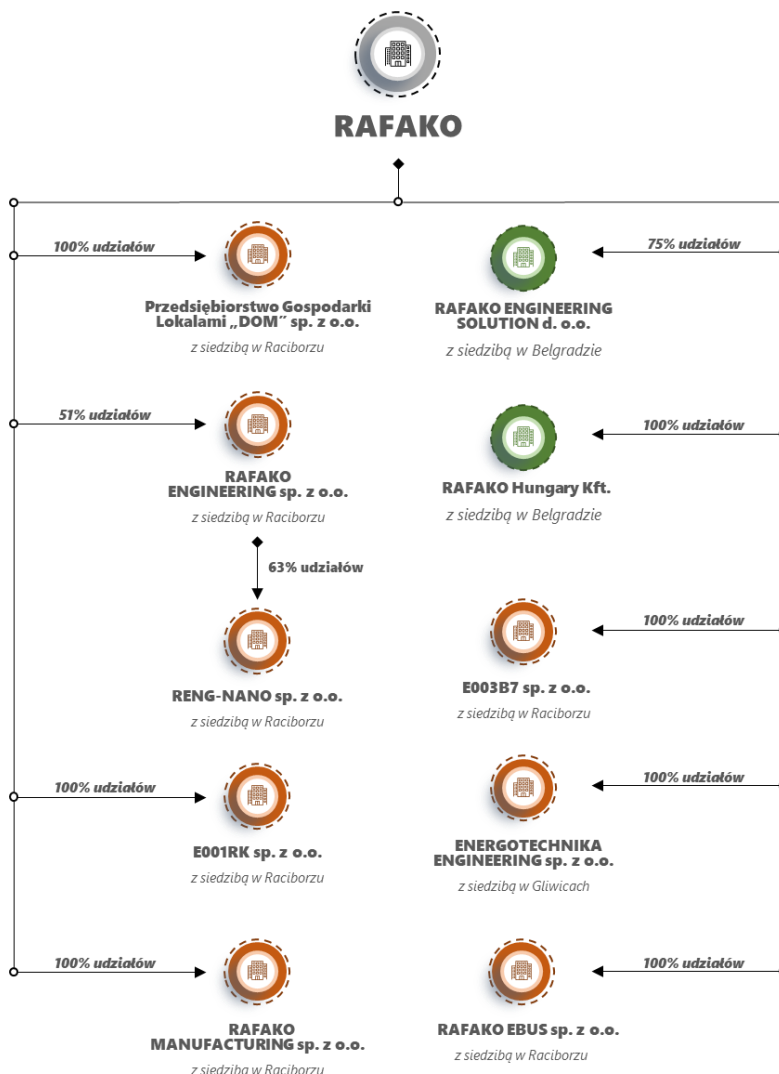 RAFAKO
100% udziałów
Przedsiębiorstwo Gospodarki
Lokalami „DOM” sp. z o.o.
z siedzibą w Raciborzu
75% udziałów
RAFAKO ENGINEERING
SOLUTION d. o.o.
z siedzibą w Belgradzie
51% udziałów
RAFAKO
ENGINEERING sp. z o.o.
z siedzibą w Raciborzu
100% udziałów
RAFAKO Hungary Kft.
z siedzibą w Belgradzie
63% udziałów
RENG-NANO sp. z o.o.
z siedzibą w Raciborzu
100% udziałów
E003B7 sp. z o.o.
z siedzibą w Raciborzu
100% udziałów
E001RK sp. z o.o.
z siedzibą w Raciborzu
100% udziałów
ENERGOTECHNIKA
ENGINEERING sp. z o.o.
z siedzibą w Gliwicach
100% udziałów
RAFAKO
MANUFACTURING sp. z o.o.
z siedzibą w Raciborzu
100% udziałów
RAFAKO EBUS sp. z o.o.
z siedzibą w Raciborzu